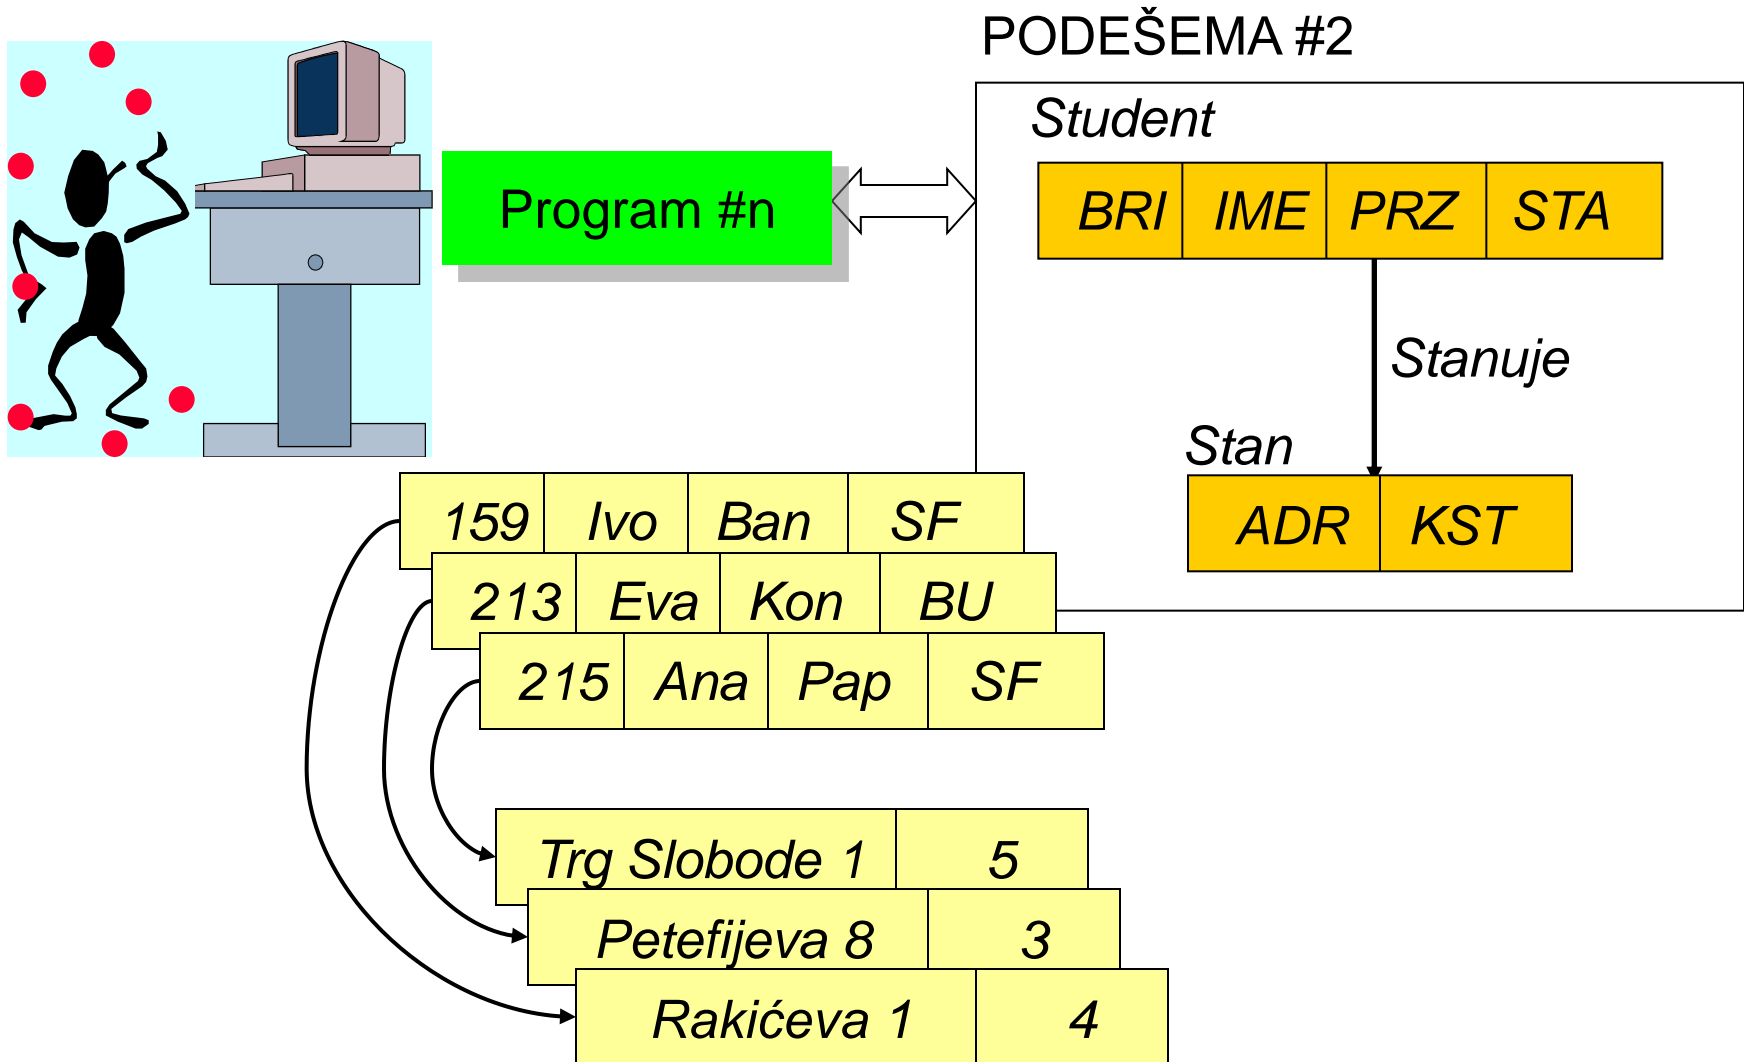 PODEŠEMA #2
Student
Program #n
BRI IME PRZ STA
Stanuje
Stan
159 Ivo Ban SF
ADR KST
213 Eva Kon BU
215 Ana Pap SF
Trg Slobode 1 5
Petefijeva 8 3
Rakićeva 1 4